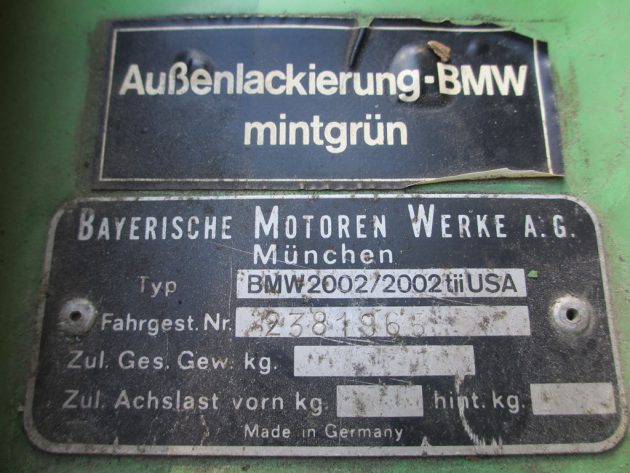 Außenlackierung-BMW
mintgrün
BAYERISCHE MOTOREN WERKE A.G.
München
Typ BMW2002/2002tiiUSA
Fahrgest. Nr. 2381965
Zul. Ges. Gew. kg.
Zul. Achslast vorn kg. hint. kg.
Made in Germany